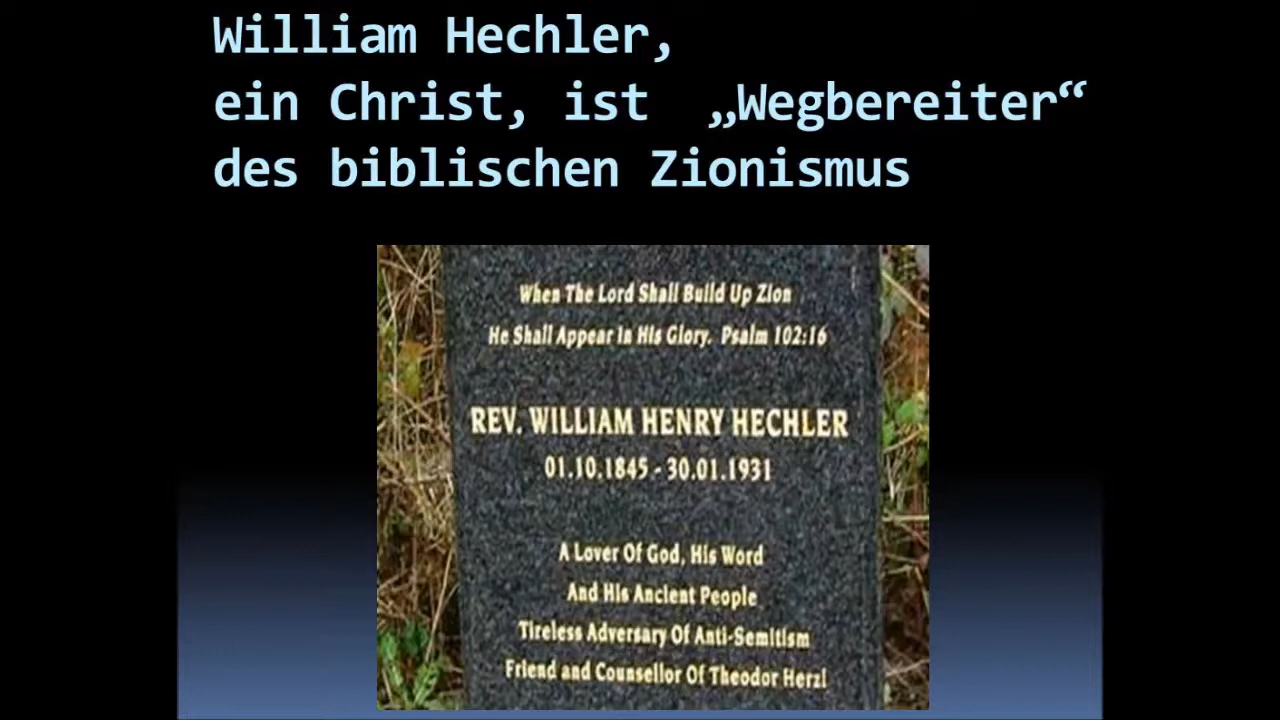 William Hechler,
ein Christ, ist „Wegbereiter“
des biblischen Zionismus
When The Lord Shall Build Up Zion
He Shall Appear In His Glory. Psalm 102:16
REV. WILLIAM HENRY HECHLER
01.10.1845 - 30.01.1931
A Lover Of God, His Word
And His Ancient People
Tireless Adversary Of Anti-Semitism
Friend and Counsellor Of Theodor Herzl